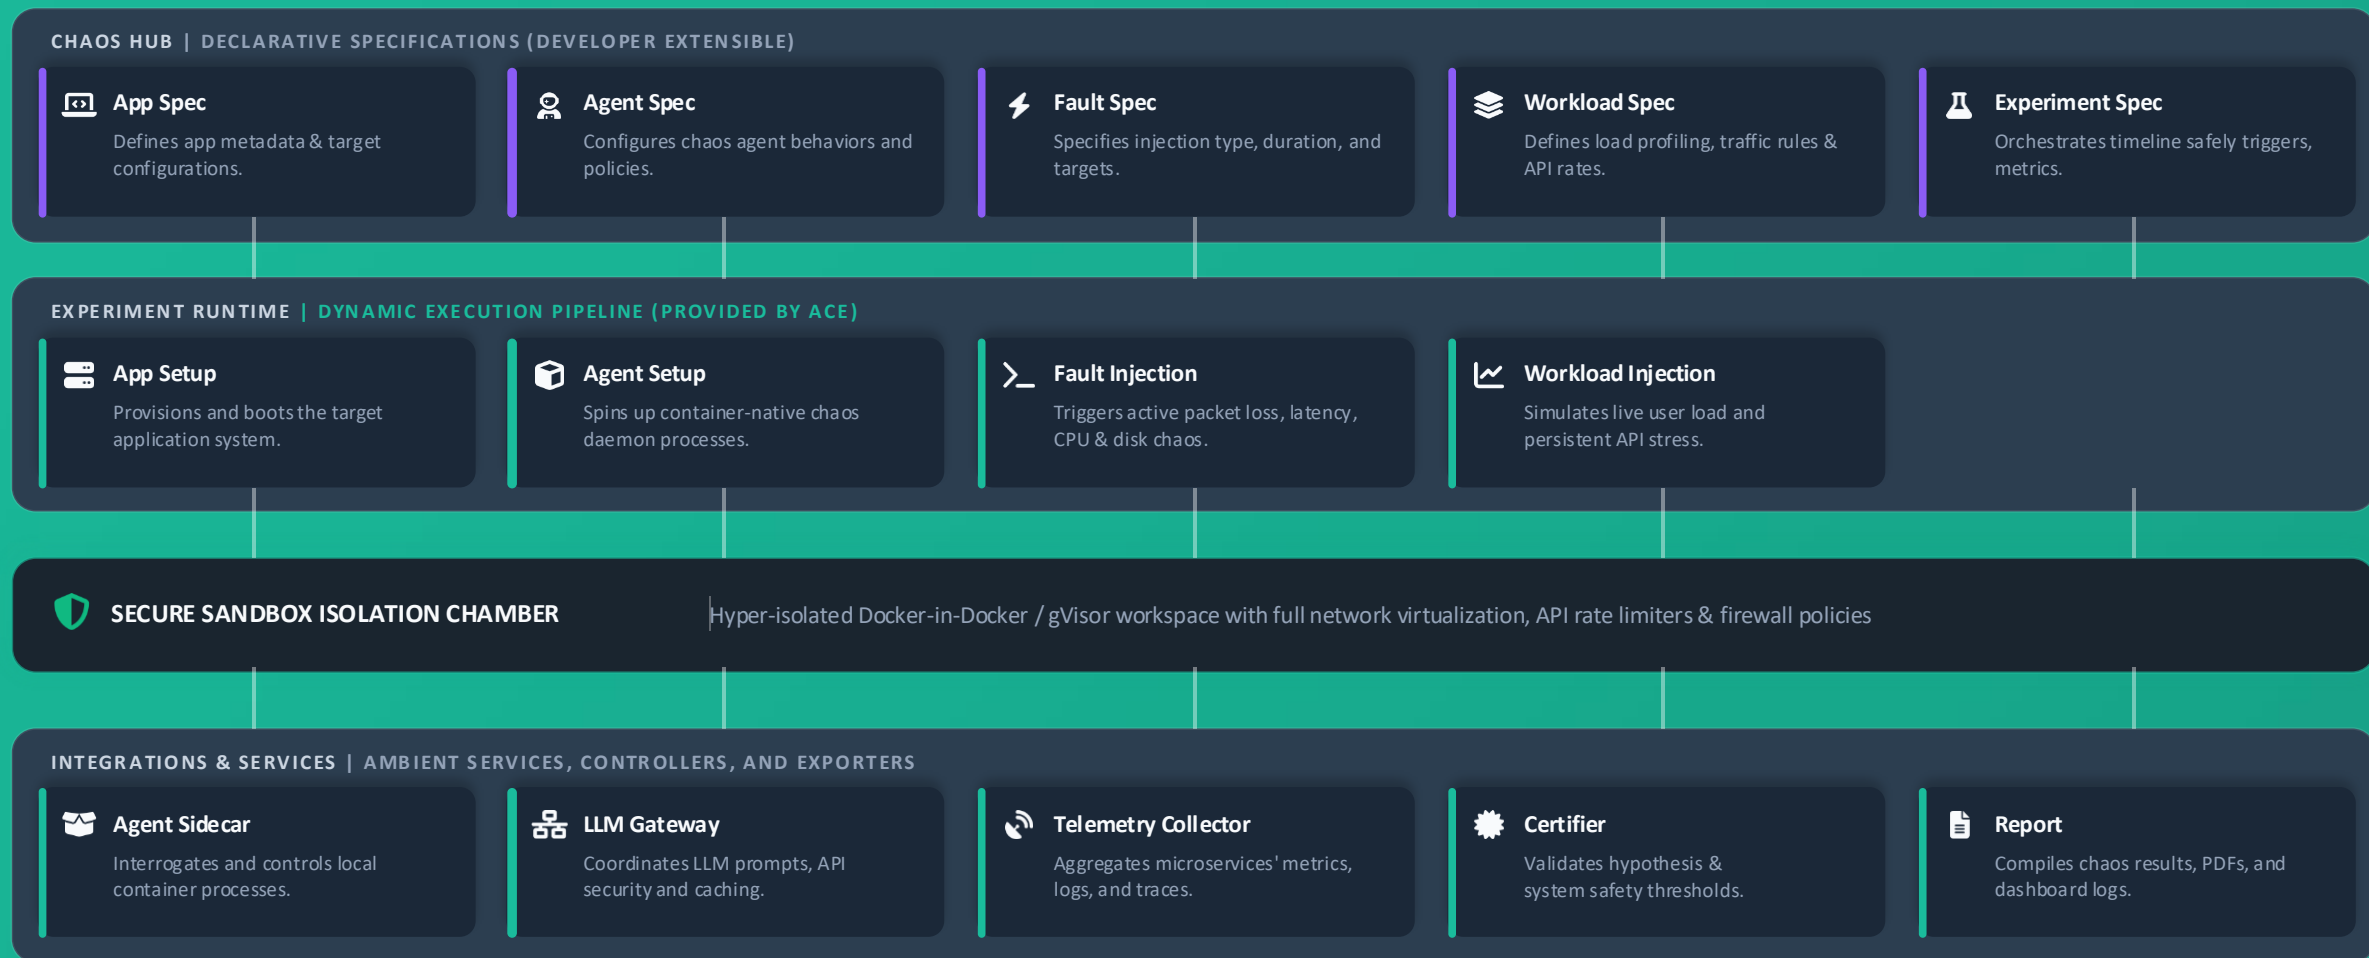 CHAOS HUB | DECLARATIVE SPECIFICATIONS (DEVELOPER EXTENSIBLE)
App Spec
Defines app metadata & target
configurations.
Agent Spec
Configures chaos agent behaviors and
policies.
Fault Spec
Specifies injection type, duration, and
targets.
Workload Spec
Defines load profiling, traffic rules &
API rates.
Experiment Spec
Orchestrates timeline safely triggers,
metrics.
EXPERIMENT RUNTIME | DYNAMIC EXECUTION PIPELINE (PROVIDED BY ACE)
App Setup
Provisions and boots the target
application system.
Agent Setup
Spins up container-native chaos
daemon processes.
Fault Injection
Triggers active packet loss, latency,
CPU & disk chaos.
Workload Injection
Simulates live user load and
persistent API stress.
SECURE SANDBOX ISOLATION CHAMBER
Hyper-isolated Docker-in-Docker / gVisor workspace with full network virtualization, API rate limiters & firewall policies
INTEGRATIONS & SERVICES | AMBIENT SERVICES, CONTROLLERS, AND EXPORTERS
Agent Sidecar
Interrogates and controls local
container processes.
LLM Gateway
Coordinates LLM prompts, API
security and caching.
Telemetry Collector
Aggregates microservices' metrics,
logs, and traces.
Certifier
Validates hypothesis &
system safety thresholds.
Report
Compiles chaos results, PDFs, and
dashboard logs.